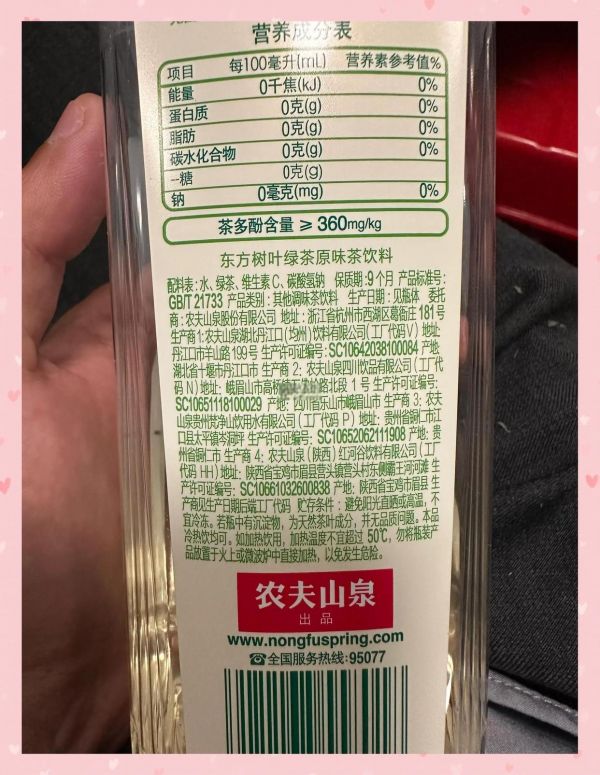 营养成分表
项目 每100毫升(mL) 营养素参考值%
能量 0千焦(kJ) 0%
蛋白质 0克(g) 0%
脂肪 0克(g) 0%
碳水化合物 0克(g) 0%
--糖 0克(g)
钠 0毫克(mg) 0%
茶多酚含量 ≥ 360mg/kg
东方树叶绿茶原味茶饮料
配料表:水、绿茶、维生素C、碳酸氢钠 保质期:9个月 产品标准号:
GB/T 21733 产品类别:其他调味茶饮料 生产日期:见瓶体 委托
商:农夫山泉股份有限公司 地址:浙江省杭州市西湖区葛衙庄181号
生产商1:农夫山泉湖北丹江口(均州)饮料有限公司(工厂代码V) 地址:
丹江口市羊山路199号 生产许可证编号:SC10642038100084 产地:
湖北省十堰市丹江口市 生产商 2:农夫山泉四川饮品有限公司(工厂代
码N) 地址:峨眉山市高桥镇 路北段1号 生产许可证编号:
SC10651118100029 产地:四川省乐山市峨眉山市 生产商 3:农夫
山泉贵州梵净山饮用水有限公司(工厂代码 P) 地址:贵州省铜仁市江
口县太平镇岑洞坪 生产许可证编号:SC10652062111908 产地:贵
州省铜仁市 生产商 4:农夫山泉(陕西)红河谷饮料有限公司(工厂
代码HH) 地址:陕西省宝鸡市眉县营头镇营头村东侧霸王河河滩 生
产许可证编号:SC10661032600838 产地:陕西省宝鸡市眉县 生
产商见生产日期后端工厂代码 贮存条件:避免阳光直晒或高温,不
宜冷冻。若瓶中有沉淀物,为天然茶叶成分,并无品质问题。本品
冷热饮均可。如加热饮用,加热温度不宜超过50℃,勿将瓶装产
品放置于火上或微波炉中直接加热,以免发生危险。
农夫山泉
出品
www.nongfuspring.com
☎全国服务热线:95077